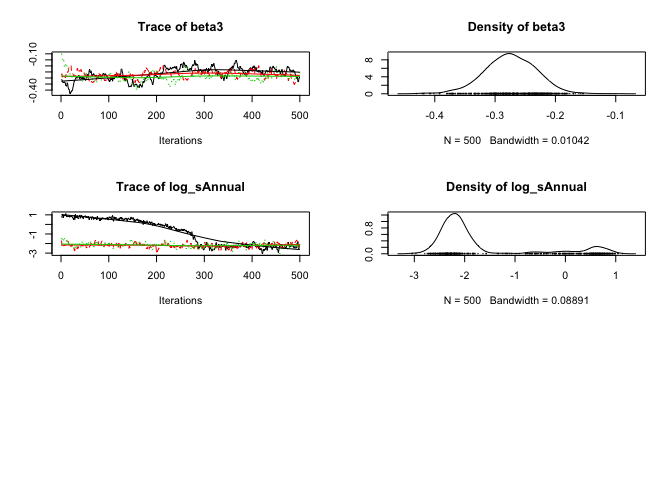 Trace of beta3
-0.40 -0.10
0 100 200 300 400 500
Iterations
Density of beta3
0 4 8
-0.4 -0.3 -0.2 -0.1
N = 500 Bandwidth = 0.01042
Trace of log_sAnnual
-3 -1 1
0 100 200 300 400 500
Iterations
Density of log_sAnnual
0.0 0.8
-3 -2 -1 0 1
N = 500 Bandwidth = 0.08891